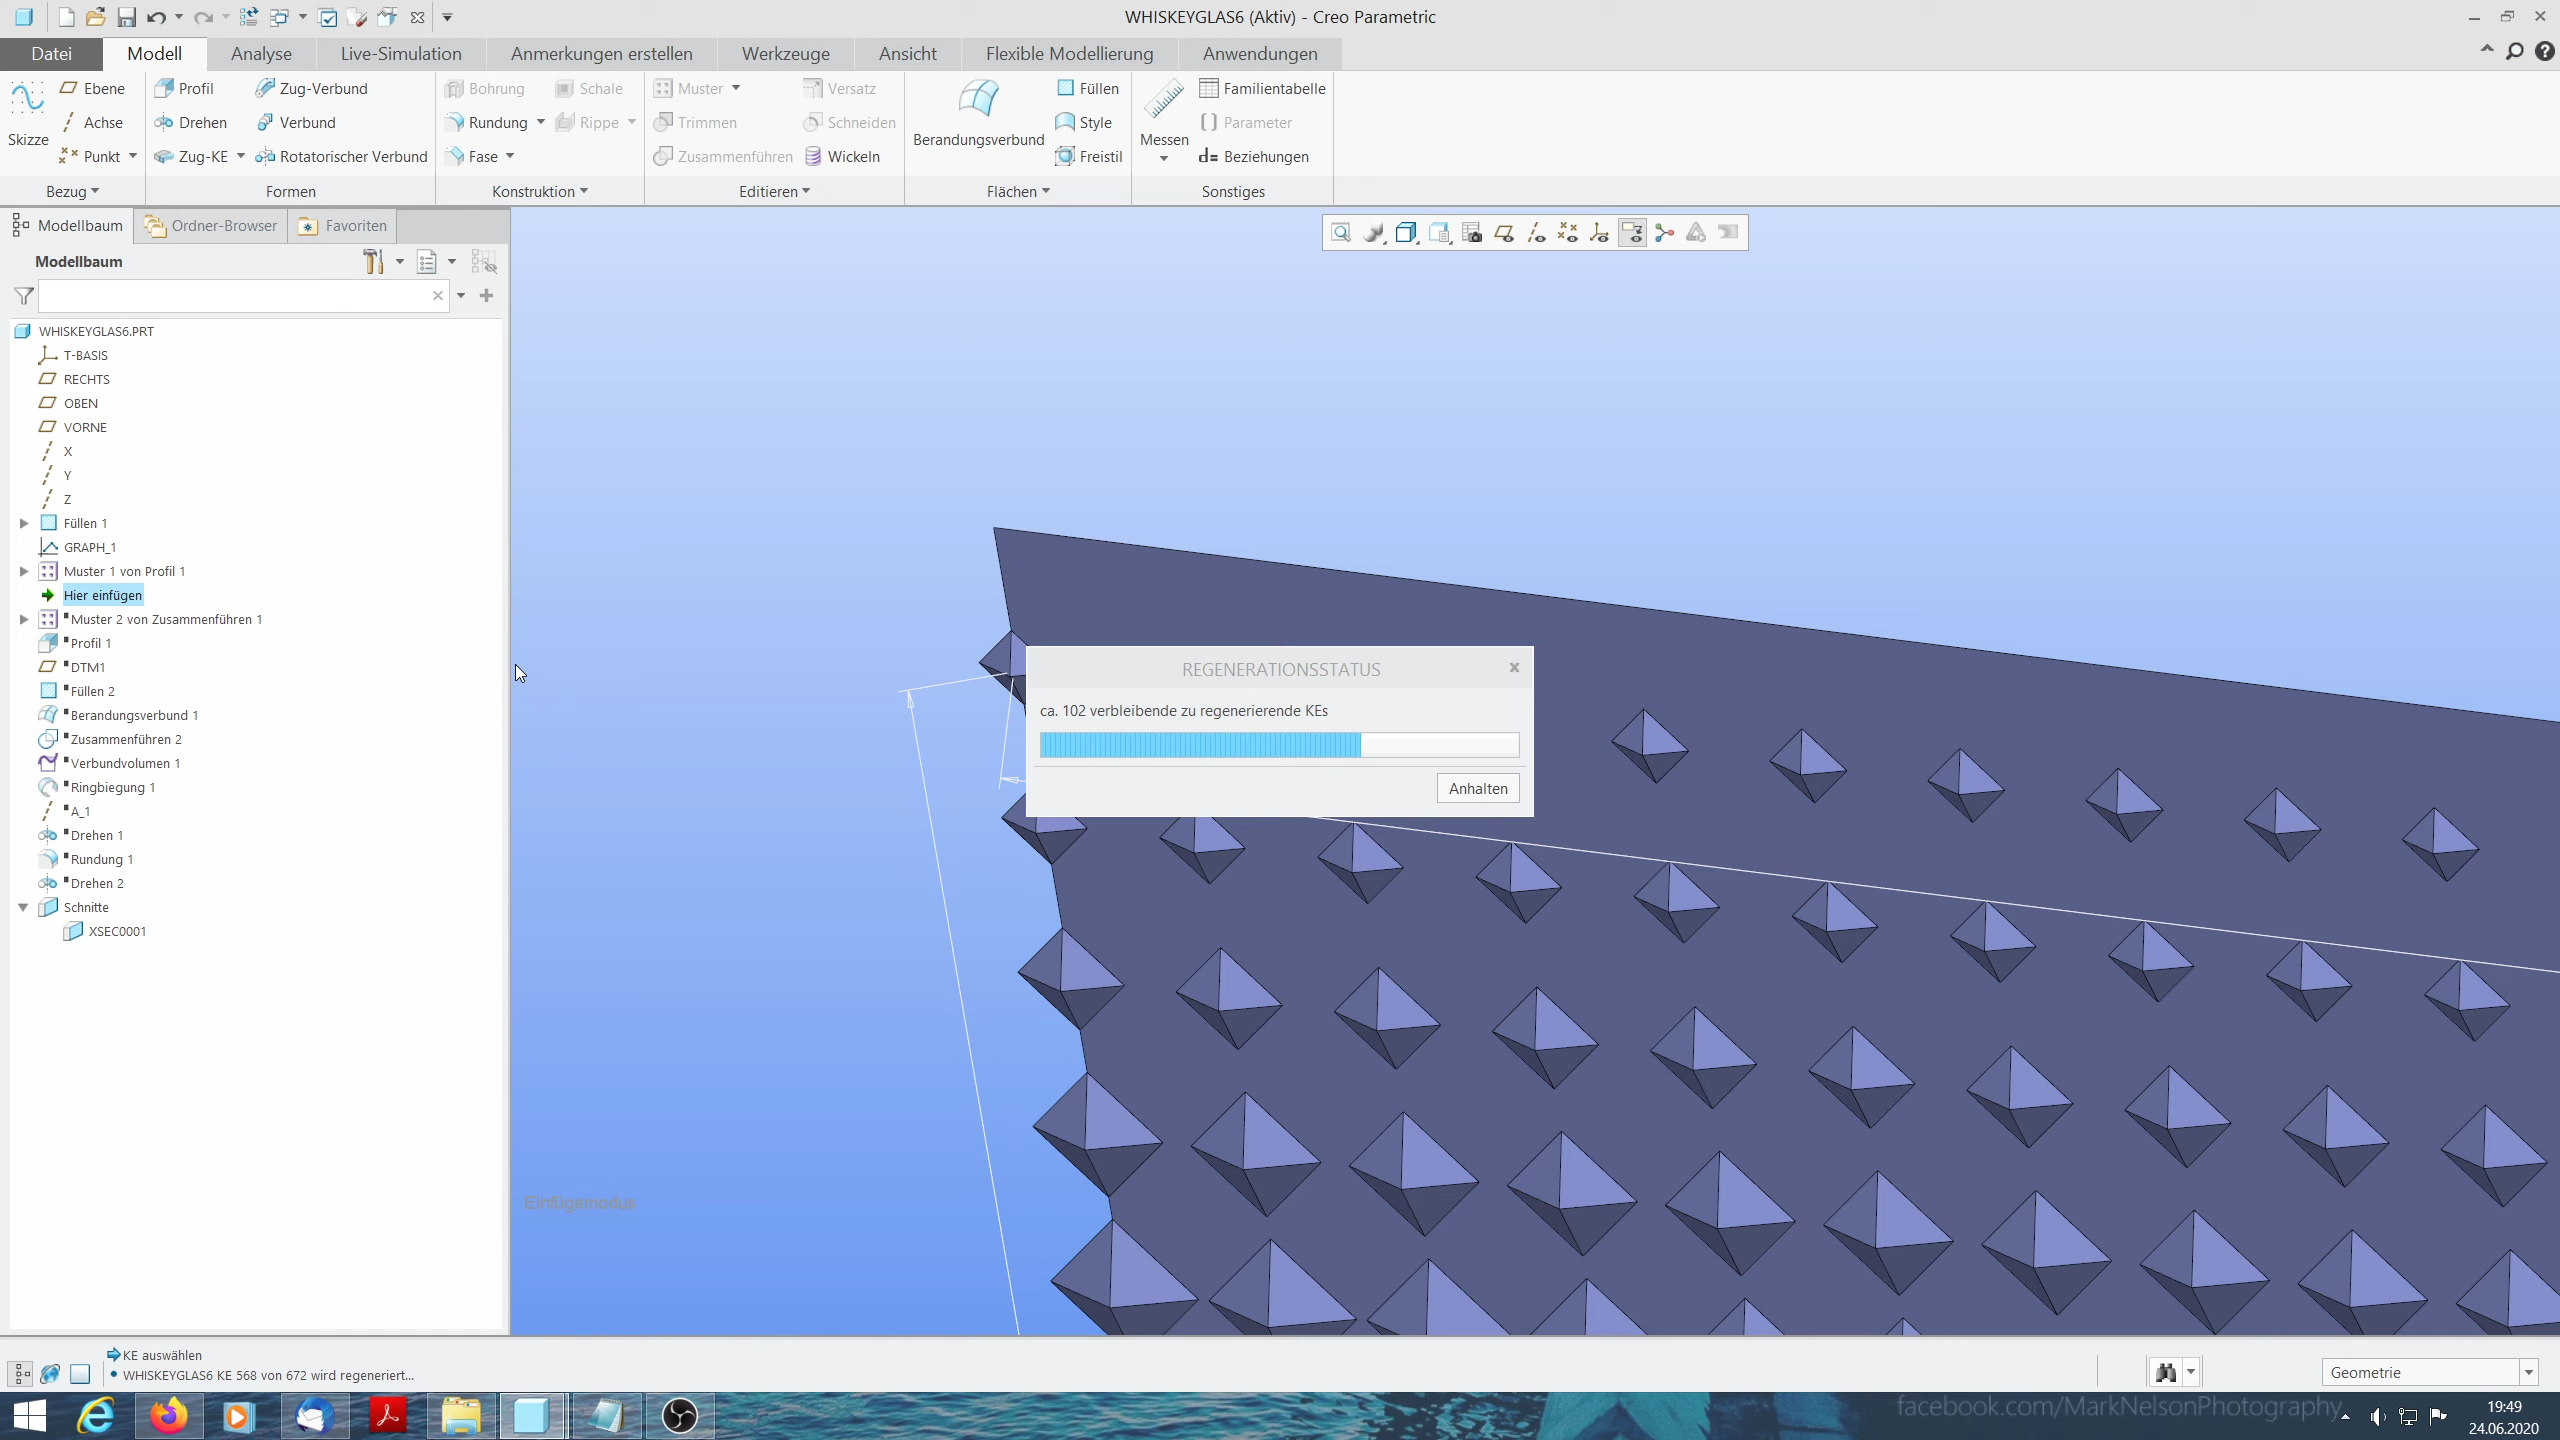 WHISKEYGLAS6 (Aktiv) - Creo Parametric
Datei Modell Analyse Live-Simulation Anmerkungen erstellen Werkzeuge Ansicht Flexible Modellierung Anwendungen
Ebene Profil Zug-Verbund Bohrung Schale Muster Versatz Füllen Familientabelle
Achse Drehen Verbund Rundung Rippe Trimmen Schneiden Style Parameter
Skizze Berandungsverbund Messen
Punkt Zug-KE Rotatorischer Verbund Fase Zusammenführen Wickeln Freistil Beziehungen
Bezug Formen Konstruktion Editieren Flächen Sonstiges
Modellbaum Ordner-Browser Favoriten
Modellbaum
WHISKEYGLAS6.PRT
T-BASIS
RECHTS
OBEN
VORNE
X
Y
Z
Füllen 1
GRAPH_1
Muster 1 von Profil 1
Hier einfügen
Muster 2 von Zusammenführen 1
Profil 1
DTM1
Füllen 2
Berandungsverbund 1
Zusammenführen 2
Verbundvolumen 1
Ringbiegung 1
A_1
Drehen 1
Rundung 1
Drehen 2
Schnitte
XSEC0001
REGENERATIONSSTATUS
ca. 102 verbleibende zu regenerierende KEs
Anhalten
Einfügemodus
KE auswählen
WHISKEYGLAS6 KE 568 von 672 wird regeneriert...
Geometrie
facebook.com/MarkNelsonPhotography
19:49
24.06.2020